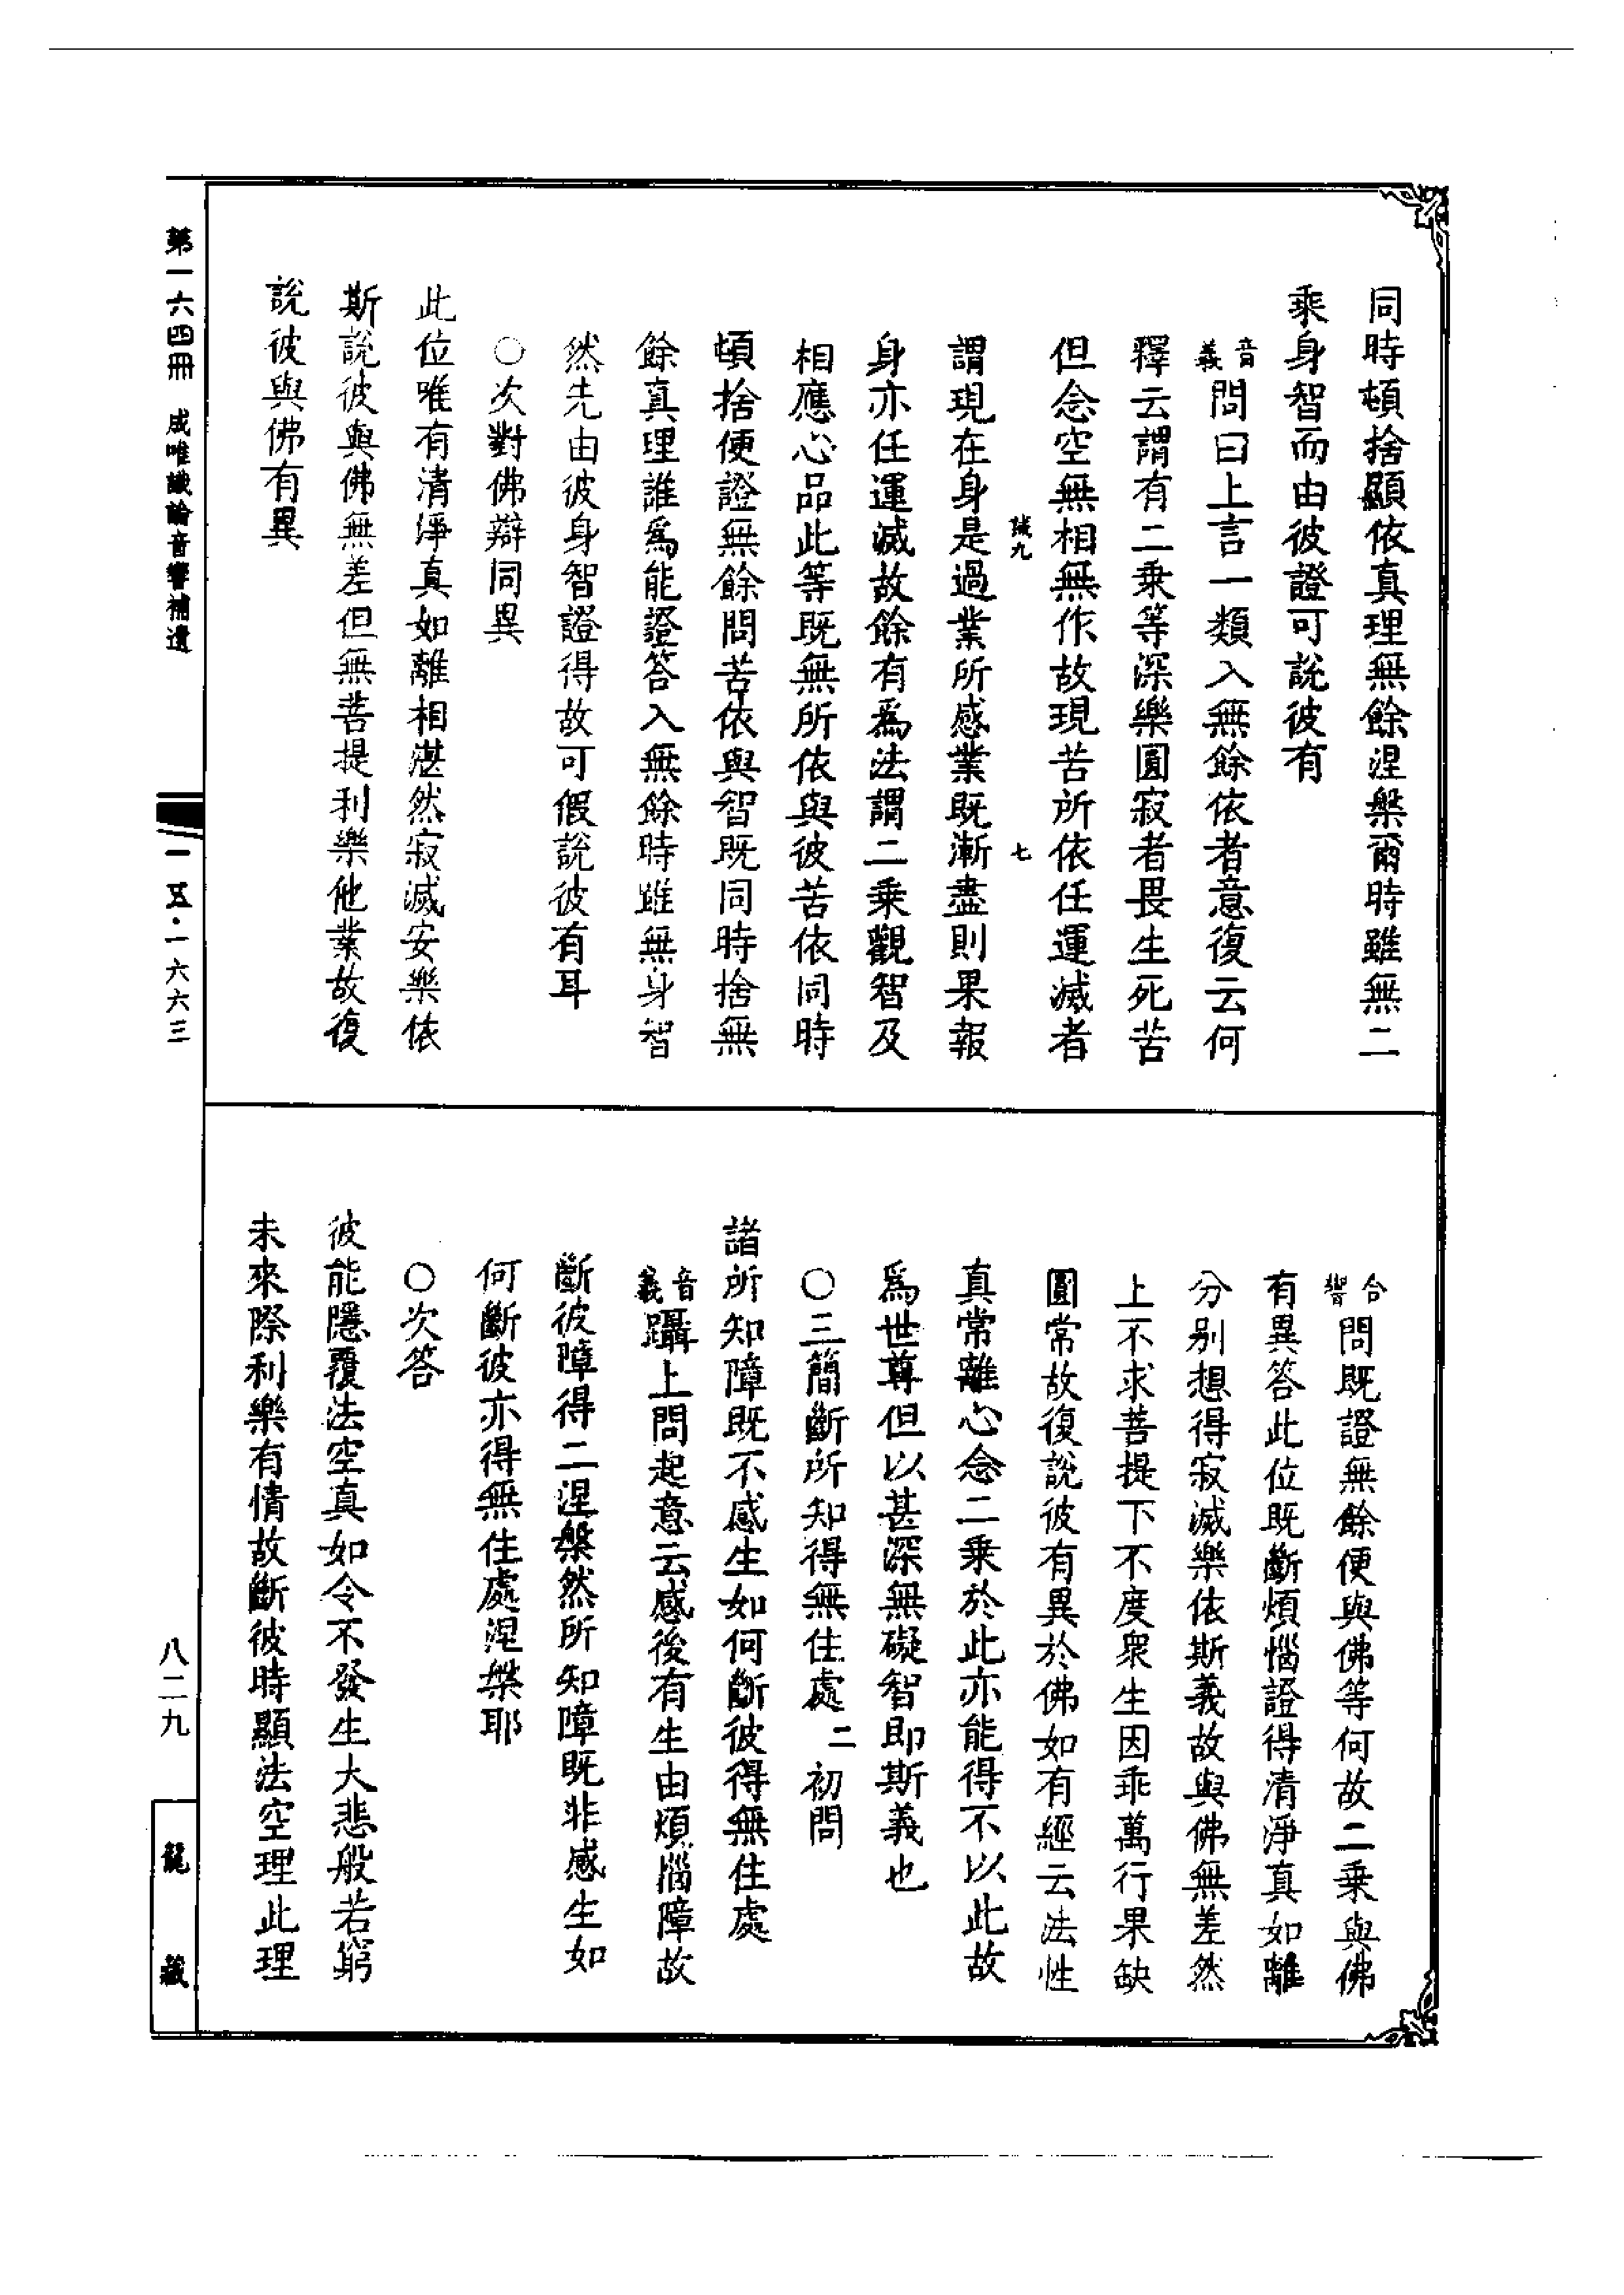 同時頓捨顯依真理無餘涅槃爾時雖無二
乘身智而由彼證可說彼有
音義問曰上言一類入無餘依者意復云何
釋云謂有二乘等深樂圓寂者畏生死苦
但念空無相無作故現苦所依任運滅者
識九 七
謂現在身是過業所感業既漸盡則果報
身亦任運滅故餘有為法謂二乘觀智及
相應心品此等既無所依與彼苦依同時
頓捨便證無餘問苦依與智既同時捨無
餘真理誰為能證答入無餘時雖無身智
然先由彼身智證得故可假說彼有耳
○次對佛辯同異
此位唯有清淨真如離相湛然寂滅安樂依
斯說彼與佛無差但無菩提利樂他業故復
說彼與佛有異
合響問既證無餘便與佛等何故二乘與佛
有異答此位既斷煩惱證得清淨真如離
分別想得寂滅樂依斯義故與佛無差然
上不求菩提下不度眾生因乖萬行果缺
圓常故復說彼有異於佛如有經云法性
真常離心念二乘於此亦能得不以此故
為世尊但以甚深無礙智即斯義也
○三簡斷所知得無住處二初問
諸所知障既不感生如何斷彼得無住處
音義躡上問起意云感後有生由煩惱障故
斷彼障得二涅槃然所知障既非感生如
何斷彼亦得無住處涅槃耶
○次答
彼能隱覆法空真如令不發生大悲般若窮
未來際利樂有情故斷彼時顯法空理此理
第一六四冊 成唯識論音響補遺
一五·一六六三
八二九
龍藏